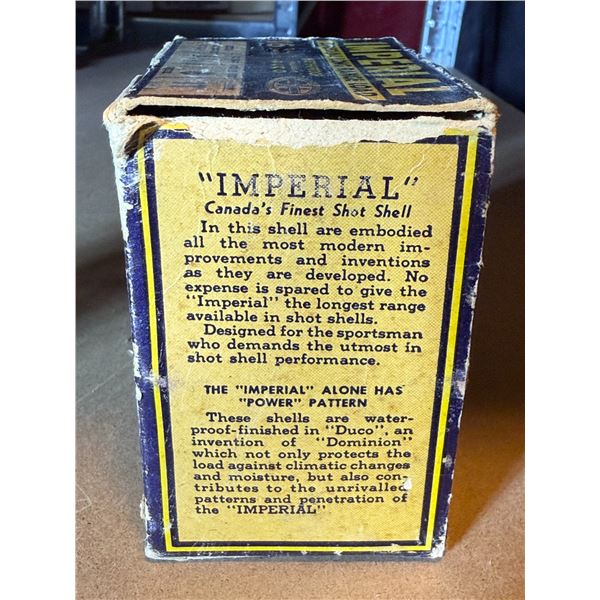 IMPERIAL
"IMPERIAL"
Canada's Finest Shot Shell
In this shell are embodied
all the most modern im-
provements and inventions
as they are developed. No
expense is spared to give the
"Imperial" the longest range
available in shot shells.
Designed for the sportsman
who demands the utmost in
shot shell performance.
THE "IMPERIAL" ALONE HAS
"POWER" PATTERN
These shells are water-
proof-finished in "Duco", an
invention of "Dominion"
which not only protects the
load against climatic changes
and moisture, but also con-
tributes to the unrivalled
patterns and penetration of
the "IMPERIAL"